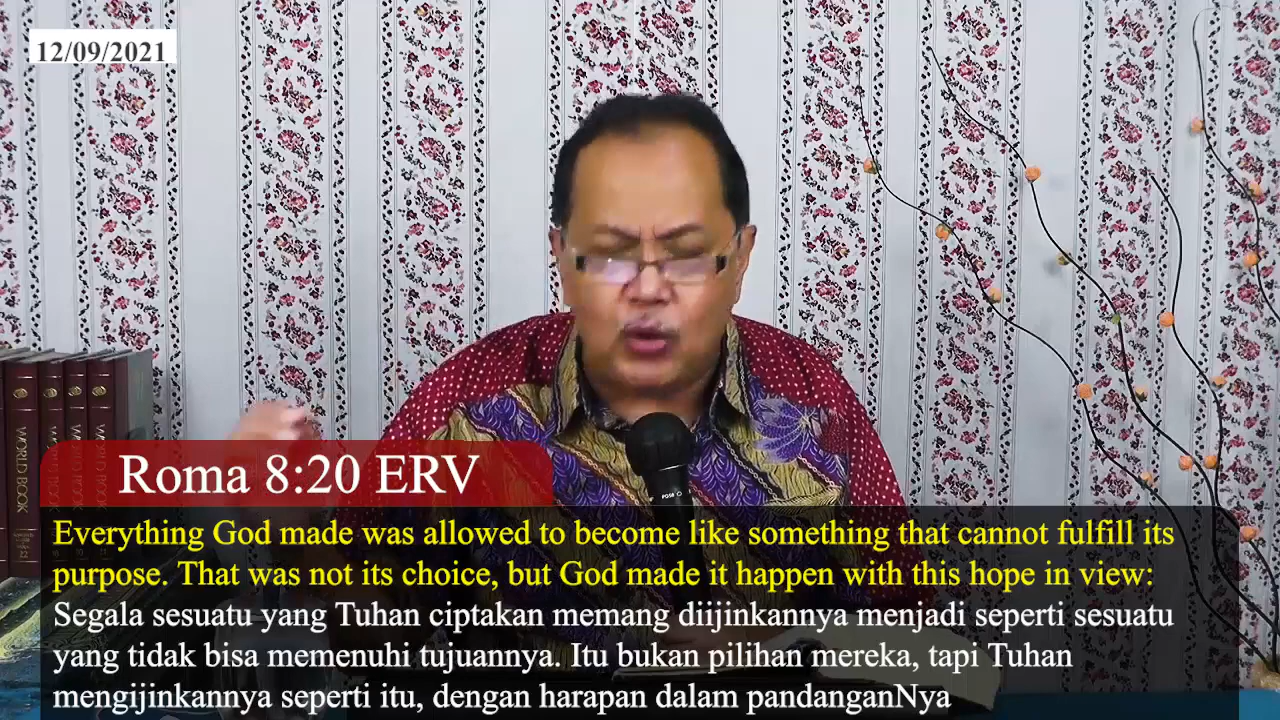 12/09/2021
WORLD BOOK
Roma 8:20 ERV
Everything God made was allowed to become like something that cannot fulfill its
purpose. That was not its choice, but God made it happen with this hope in view:
Segala sesuatu yang Tuhan ciptakan memang diijinkannya menjadi seperti sesuatu
yang tidak bisa memenuhi tujuannya. Itu bukan pilihan mereka, tapi Tuhan
mengijinkannya seperti itu, dengan harapan dalam pandanganNya